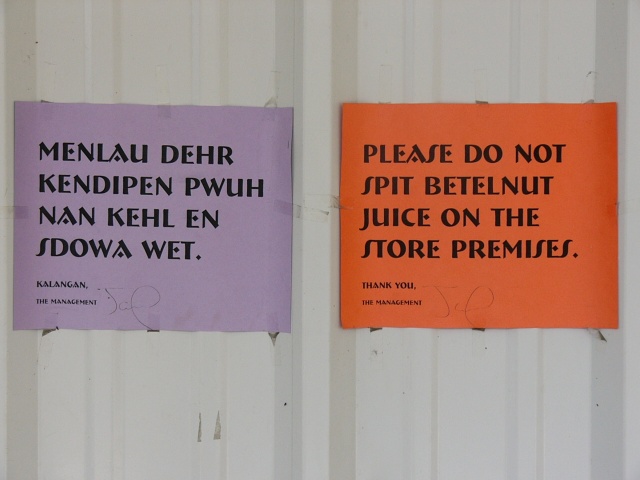 MENLAU DEHR
KENDIPEN PWUH
NAN KEHL EN
SDOWA WET.
KALANGAN,
THE MANAGEMENT
PLEASE DO NOT
SPIT BETELNUT
JUICE ON THE
STORE PREMISES.
THANK YOU,
THE MANAGEMENT